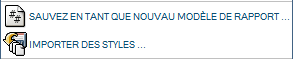 SAUVEZ EN TANT QUE NOUVAU MODÈLE DE RAPPORT ...
IMPORTER DES STYLES ...